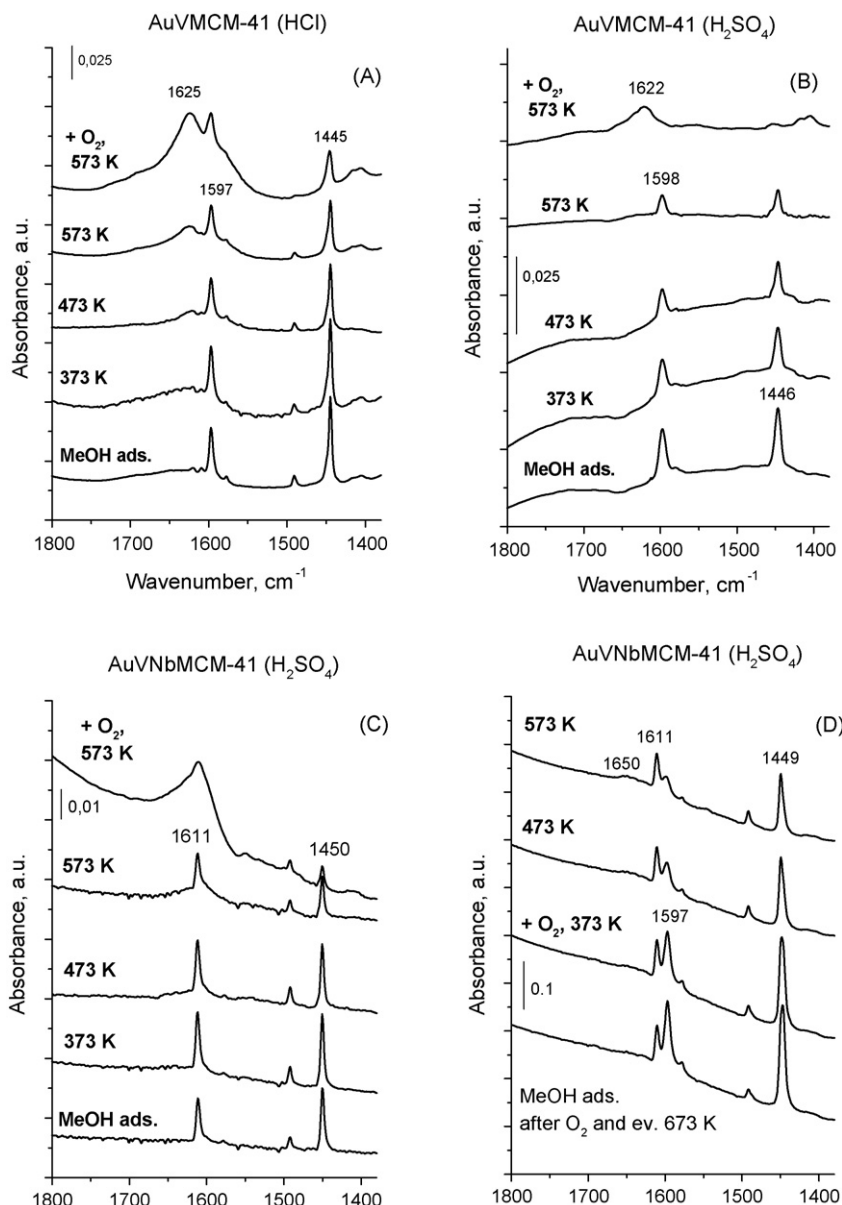 AuVMCM-41 (HCl)
0,025
(A)
1625
+ O₂,
573 K
1445
1597
573 K
473 K
373 K
MeOH ads.
Absorbance, a.u.
1800 1700 1600 1500 1400
Wavenumber, cm⁻¹
AuVMCM-41 (H₂SO₄)
+ O₂,
573 K
1622
(B)
1598
573 K
0,025
473 K
373 K
1446
MeOH ads.
Absorbance, a.u.
1800 1700 1600 1500 1400
Wavenumber, cm⁻¹
AuVNbMCM-41 (H₂SO₄)
+ O₂,
573 K
(C)
0,01
1611
1450
573 K
473 K
373 K
MeOH ads.
Absorbance, a.u.
1800 1700 1600 1500 1400
AuVNbMCM-41 (H₂SO₄)
573 K
1611
(D)
1650
1449
473 K
+ O₂, 373 K
1597
0.1
MeOH ads.
after O₂ and ev. 673 K
Absorbance, a.u.
1800 1700 1600 1500 1400